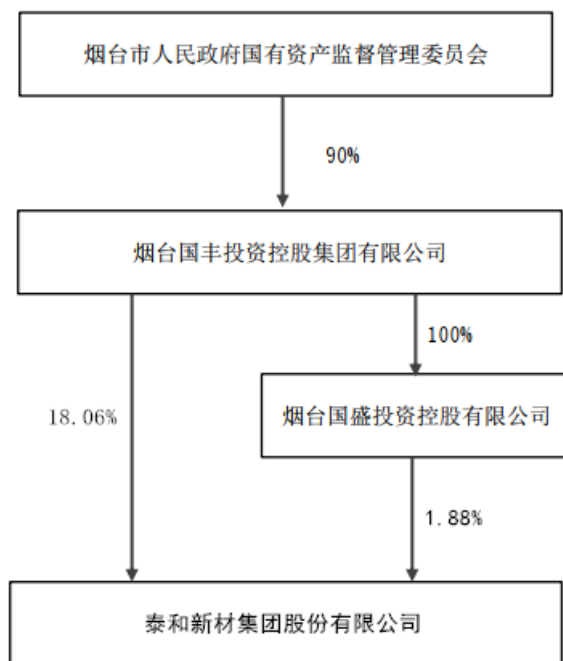 烟台市人民政府国有资产监督管理委员会
90%
烟台国丰投资控股集团有限公司
100%
18.06%
烟台国盛投资控股有限公司
1.88%
泰和新材集团股份有限公司